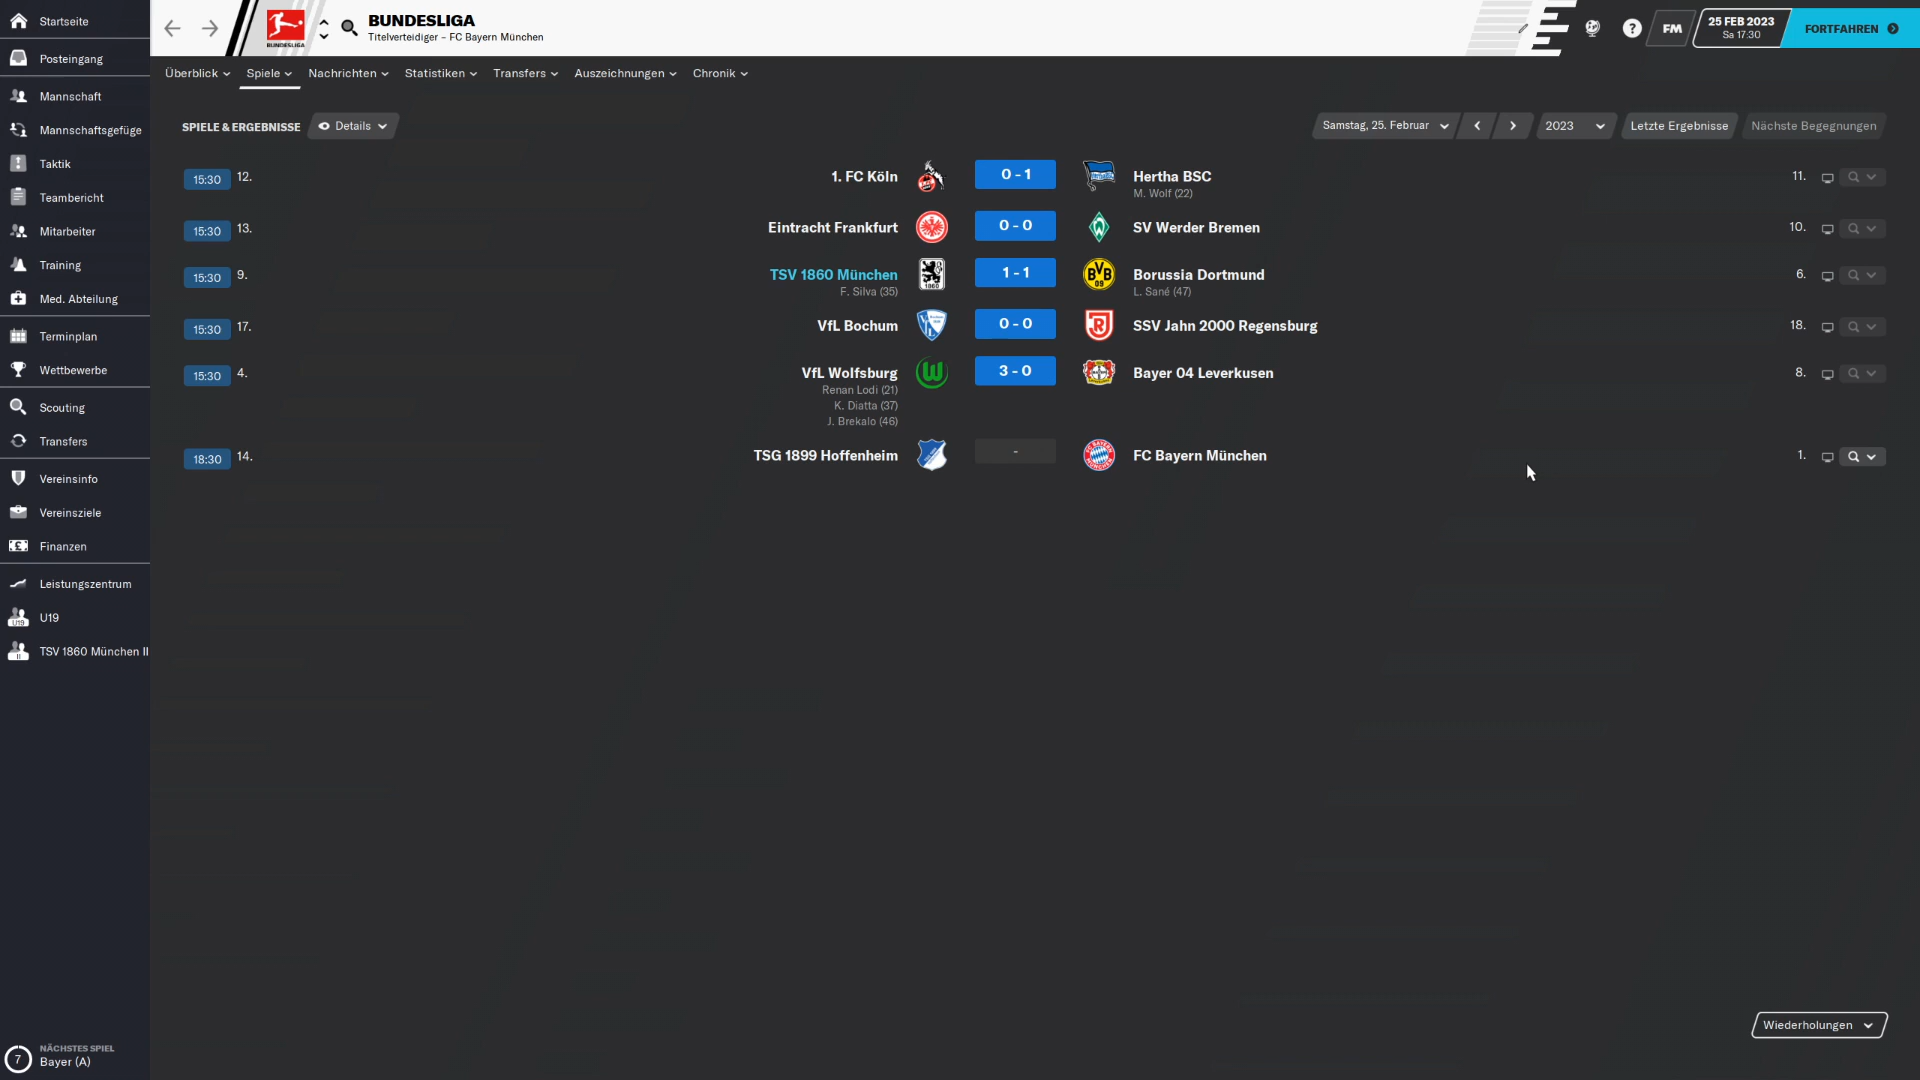 Startseite
Posteingang
Mannschaft
Mannschaftsgefüge
Taktik
Teambericht
Mitarbeiter
Training
Med. Abteilung
Terminplan
Wettbewerbe
Scouting
Transfers
Vereinsinfo
Vereinsziele
Finanzen
Leistungszentrum
U19
TSV 1860 München II
7 NÄCHSTES SPIEL
Bayer (A)
BUNDESLIGA
BUNDESLIGA
Titelverteidiger – FC Bayern München
? FM 25 FEB 2023
Sa 17:30
FORTFAHREN
Überblick Spiele Nachrichten Statistiken Transfers Auszeichnungen Chronik
SPIELE & ERGEBNISSE Details Samstag, 25. Februar 2023 Letzte Ergebnisse Nächste Begegnungen
15:30 12. 1. FC Köln 0 - 1 Hertha BSC 11.
M. Wolf (22)
15:30 13. Eintracht Frankfurt 0 - 0 SV Werder Bremen 10.
15:30 9. TSV 1860 München 1 - 1 Borussia Dortmund 6.
F. Silva (35) L. Sané (47)
15:30 17. VfL Bochum 0 - 0 SSV Jahn 2000 Regensburg 18.
15:30 4. VfL Wolfsburg 3 - 0 Bayer 04 Leverkusen 8.
Renan Lodi (21)
K. Diatta (37)
J. Brekalo (46)
18:30 14. TSG 1899 Hoffenheim - FC Bayern München 1.
Wiederholungen